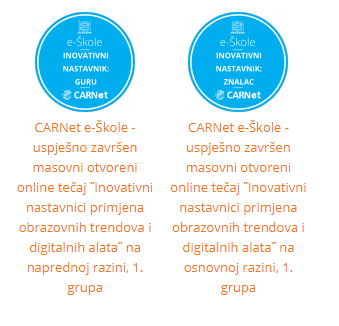 e-Škole
INOVATIVNI
NASTAVNIK:
GURU
CARNet
CARNet e-Škole -
uspješno završen
masovni otvoreni
online tečaj ˝Inovativni
nastavnici primjena
obrazovnih trendova i
digitalnih alata˝ na
naprednoj razini, 1.
grupa
e-Škole
INOVATIVNI
NASTAVNIK:
ZNALAC
CARNet
CARNet e-Škole -
uspješno završen
masovni otvoreni
online tečaj ˝Inovativni
nastavnici primjena
obrazovnih trendova i
digitalnih alata˝ na
osnovnoj razini, 1.
grupa